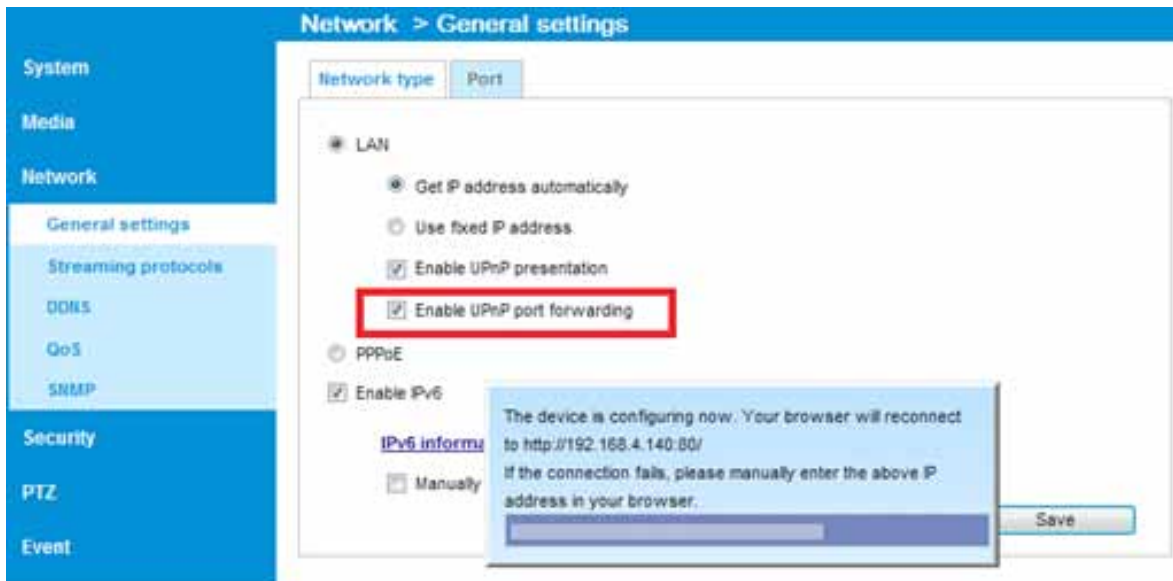 Network > General settings
System
Media
Network
General settings
Streaming protocols
DDNS
QoS
SNMP
Security
PTZ
Event
Network type
Port
LAN
Get IP address automatically
Use fixed IP address
Enable UPnP presentation
Enable UPnP port forwarding
PPPoE
Enable IPv6
IPv6 informa
Manually
The device is configuring now. Your browser will reconnect
to http://192.168.4.140:80/
If the connection fails, please manually enter the above IP
address in your browser.
Save